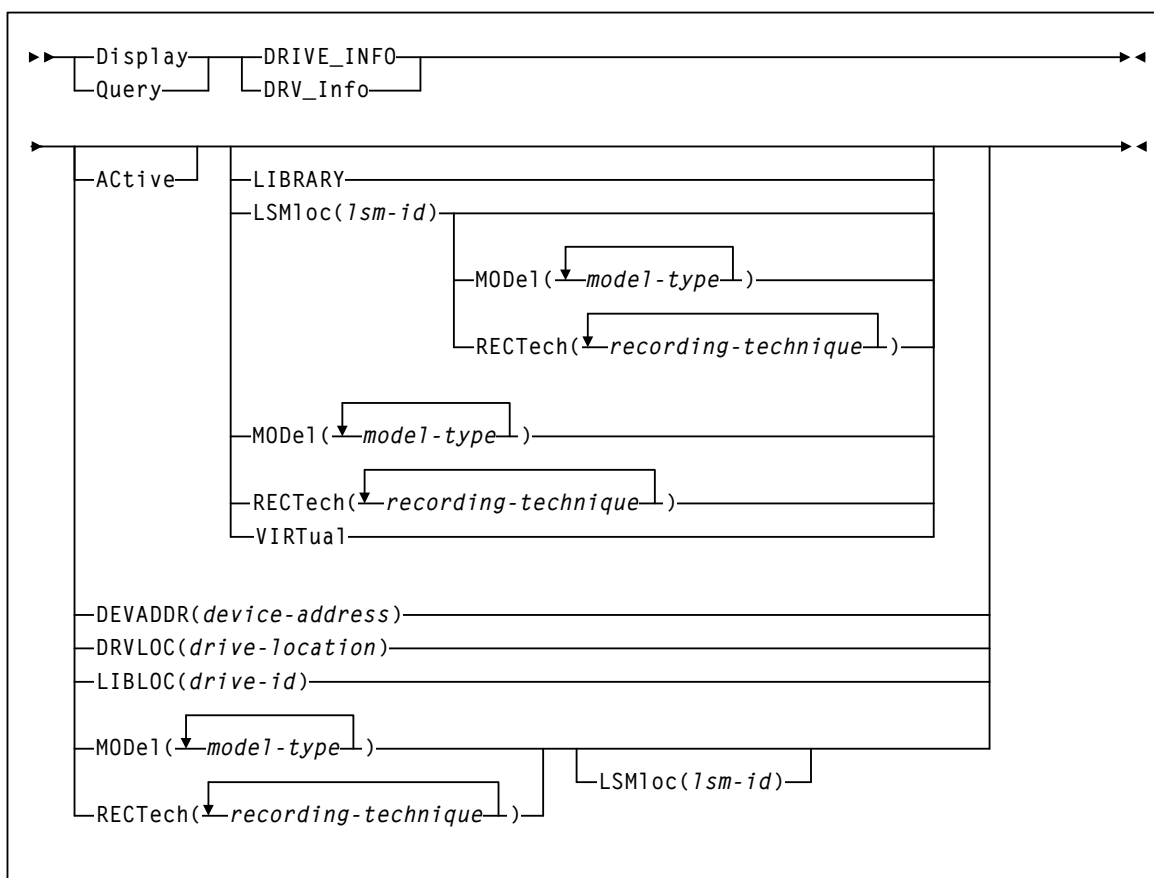 Display DRIVE_INFO
Query DRV_Info
ACtive LIBRARY
LSMloc(lsm-id)
MODel( model-type )
RECTech( recording-technique )
MODel( model-type )
RECTech( recording-technique )
VIRTual
DEVADDR(device-address)
DRVLOC(drive-location)
LIBLOC(drive-id)
MODel( model-type )
LSMloc(lsm-id)
RECTech( recording-technique )